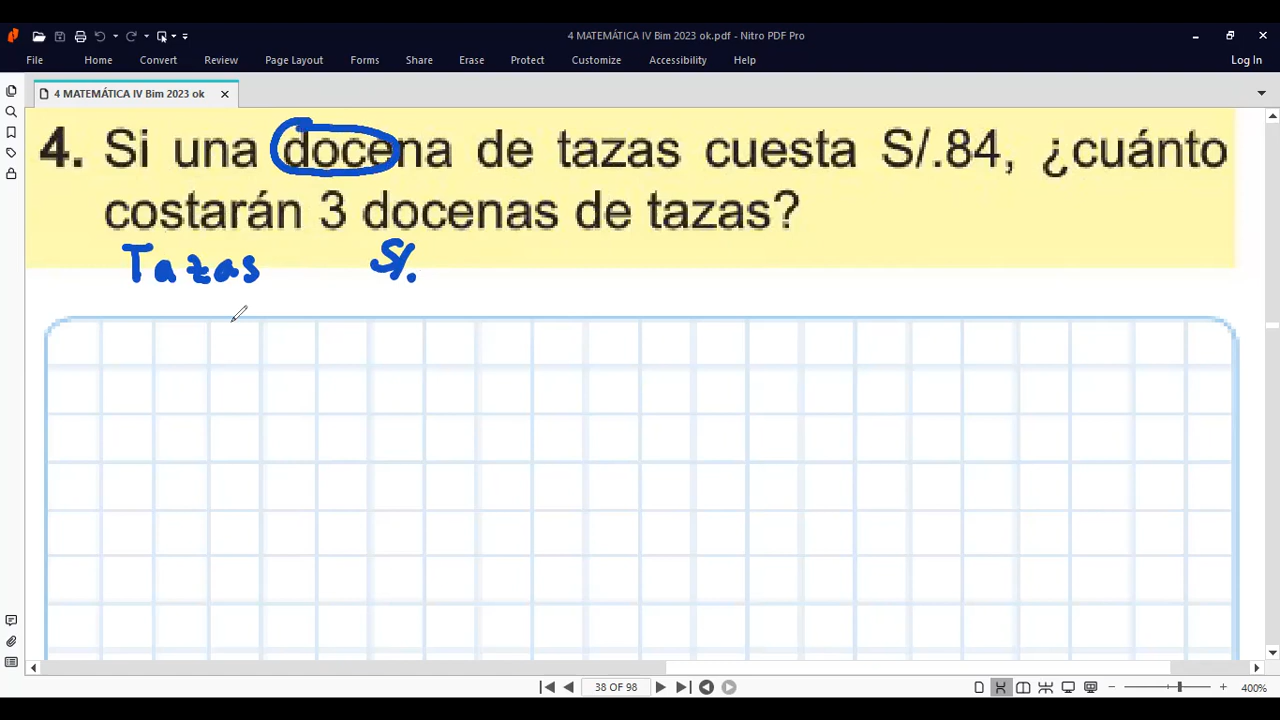 4 MATEMÁTICA IV Bim 2023 ok.pdf - Nitro PDF Pro
File Home Convert Review Page Layout Forms Share Erase Protect Customize Accessibility Help Log In
4 MATEMÁTICA IV Bim 2023 ok
4. Si una docena de tazas cuesta S/.84, ¿cuánto
costarán 3 docenas de tazas?
Tazas S/.
38 OF 98
400%